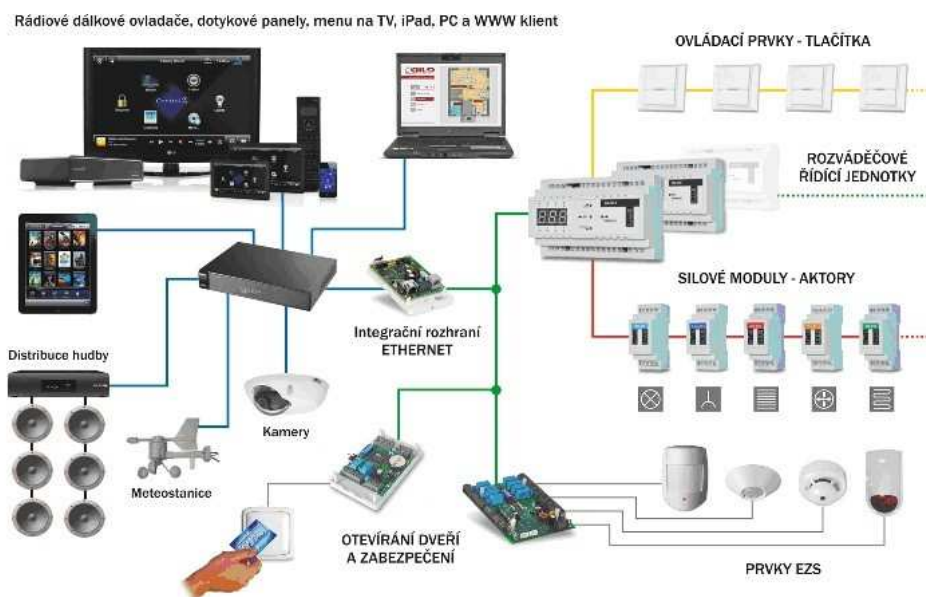 Rádiové dálkové ovladače, dotykové panely, menu na TV, iPad, PC a WWW klient
OVLÁDACÍ PRVKY - TLAČÍTKA
ROZVÁDĚČOVÉ
ŘÍDÍCÍ JEDNOTKY
SILOVÉ MODULY - AKTORY
Integrační rozhraní
ETHERNET
Distribuce hudby
Kamery
Meteostanice
OTEVÍRÁNÍ DVEŘÍ
A ZABEZPEČENÍ
PRVKY EZS